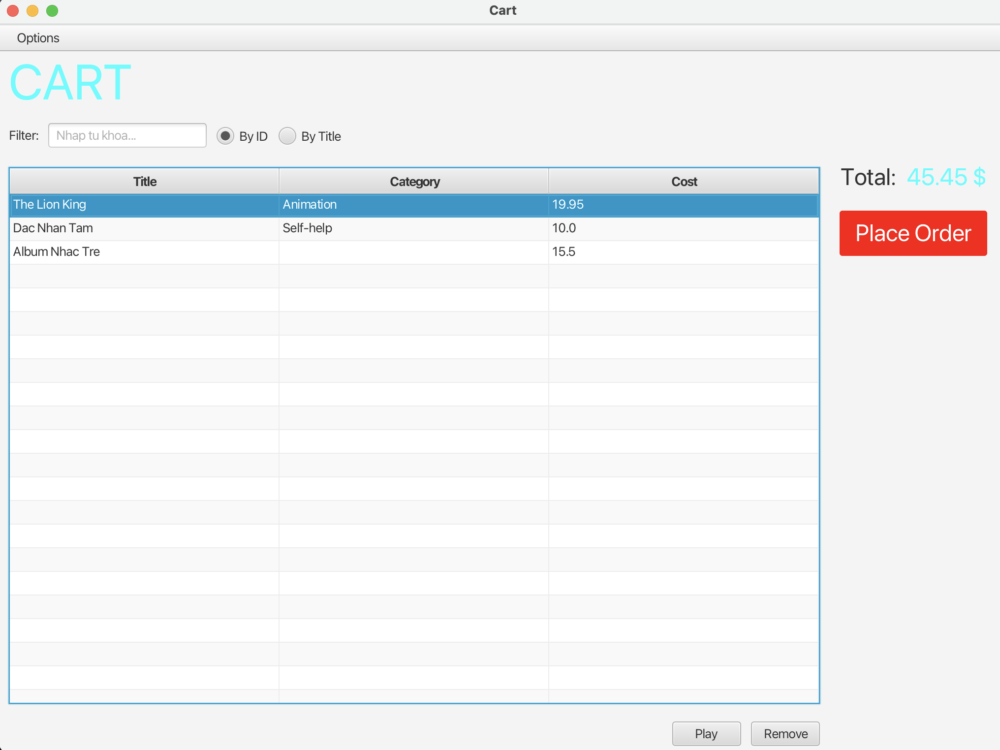 Cart
Options
CART
Filter: Nhap tu khoa... By ID By Title
Title Category Cost
The Lion King Animation 19.95
Dac Nhan Tam Self-help 10.0
Album Nhac Tre 15.5
Total: 45.45 $
Place Order
Play Remove